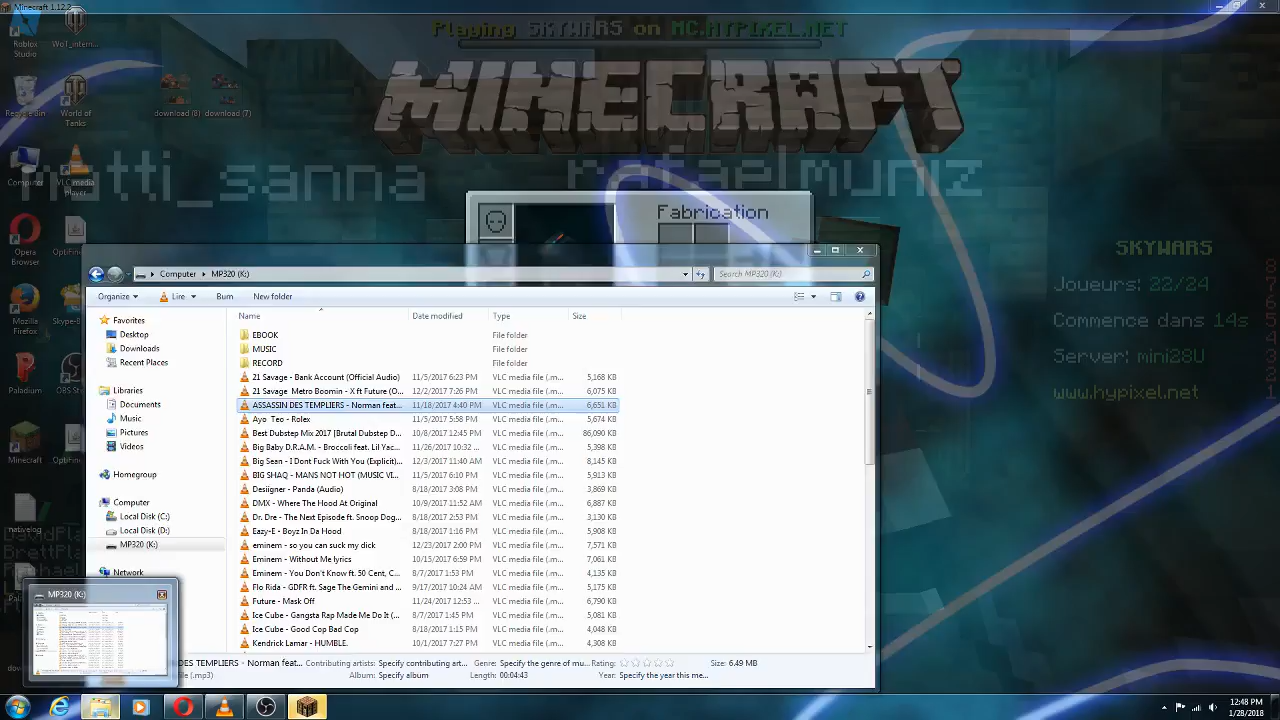 Minecraft 1.12.2
Playing SKYWARS on MC.HYPIXEL.NET
MINECRAFT
Roblox Studio
WoT_intern...
Recycle Bin
World of Tanks
download (8)
download (7)
matti_sanna
rafaelmuniz
Computer
VLC media player
Fabrication
Opera Browser
OptiFin
SKYWARS
Joueurs: 22/24
Commence dans 14s
Server: mini28U
www.hypixel.net
Mozilla Firefox
Skype-S
Paladium
OBS St
Minecraft
OptiFin
nativelog
DavidPla
BrettPla
Computer
MP320 (K:)
Search MP320 (K:)
Organize
Lire
Burn
New folder
Name
Date modified
Type
Size
Favorites
Desktop
Downloads
Recent Places
Libraries
Documents
Music
Pictures
Videos
Homegroup
Computer
Local Disk (C:)
Local Disk (D:)
MP320 (K:)
Network
EBOOK File folder
MUSIC File folder
RECORD File folder
21 Savage - Bank Account (Official Audio) 11/5/2017 6:23 PM VLC media file (.m... 5,168 KB
21 Savage Metro Boomin - X ft Future (O... 12/2/2017 7:26 PM VLC media file (.m... 6,075 KB
ASSASSIN DES TEMPLIERS - Norman feat... 11/18/2017 4:40 PM VLC media file (.m... 6,651 KB
Ayo Teo - Rolex 11/5/2017 5:58 PM VLC media file (.m... 5,674 KB
Best Dubstep Mix 2017 [Brutal Dubstep D... 10/8/2017 12:45 PM VLC media file (.m... 86,090 KB
Big Baby D.R.A.M. - Broccoli feat. Lil Yac... 11/26/2017 10:32 ... VLC media file (.m... 5,398 KB
Big Sean - I Dont Fuck With You (Explicit)... 12/3/2017 11:40 AM VLC media file (.m... 8,145 KB
BIG SHAQ - MANS NOT HOT (MUSIC VI... 11/5/2017 6:10 PM VLC media file (.m... 5,913 KB
Desiigner - Panda (Audio) 8/18/2017 3:08 PM VLC media file (.m... 3,869 KB
DMX - Where The Hood At Original 10/9/2017 11:52 AM VLC media file (.m... 6,887 KB
Dr. Dre - The Next Episode ft. Snoop Dog... 8/18/2017 2:53 PM VLC media file (.m... 3,130 KB
Eazy-E - Boyz In Da Hood 8/18/2017 1:16 PM VLC media file (.m... 5,908 KB
eminem - so you can suck my dick 12/23/2017 2:00 PM VLC media file (.m... 7,571 KB
Eminem - Without Me lyrics 10/15/2017 6:59 PM VLC media file (.m... 7,061 KB
Eminem - You Don't Know ft. 50 Cent, C... 8/7/2017 1:53 PM VLC media file (.m... 4,135 KB
Flo Rida - GDFR ft. Sage The Gemini and ... 9/17/2017 10:24 AM VLC media file (.m... 5,175 KB
Future - Mask Off 11/24/2017 12:53... VLC media file (.m... 6,790 KB
Ice Cube - Gangsta Rap Made Me Do It 8/7/2017 1:45 PM VLC media file (.m... 5,081 KB
Ice Cube - Good Cop Bad Cop 8/18/2017 1:15 PM VLC media file (.m... 4,048 KB
Kendrick Lamar - HUMBLE. 10/3/2017 1:27 PM VLC media file (.m... 4,308 KB
MP320 (K:)
DES TEMPLIE
Rating:
Size: 6.49 MB
(.mp3)
Album: Specify album
Length: 00:04:43
Year: Specify the year this me...
12:48 PM
1/28/2018